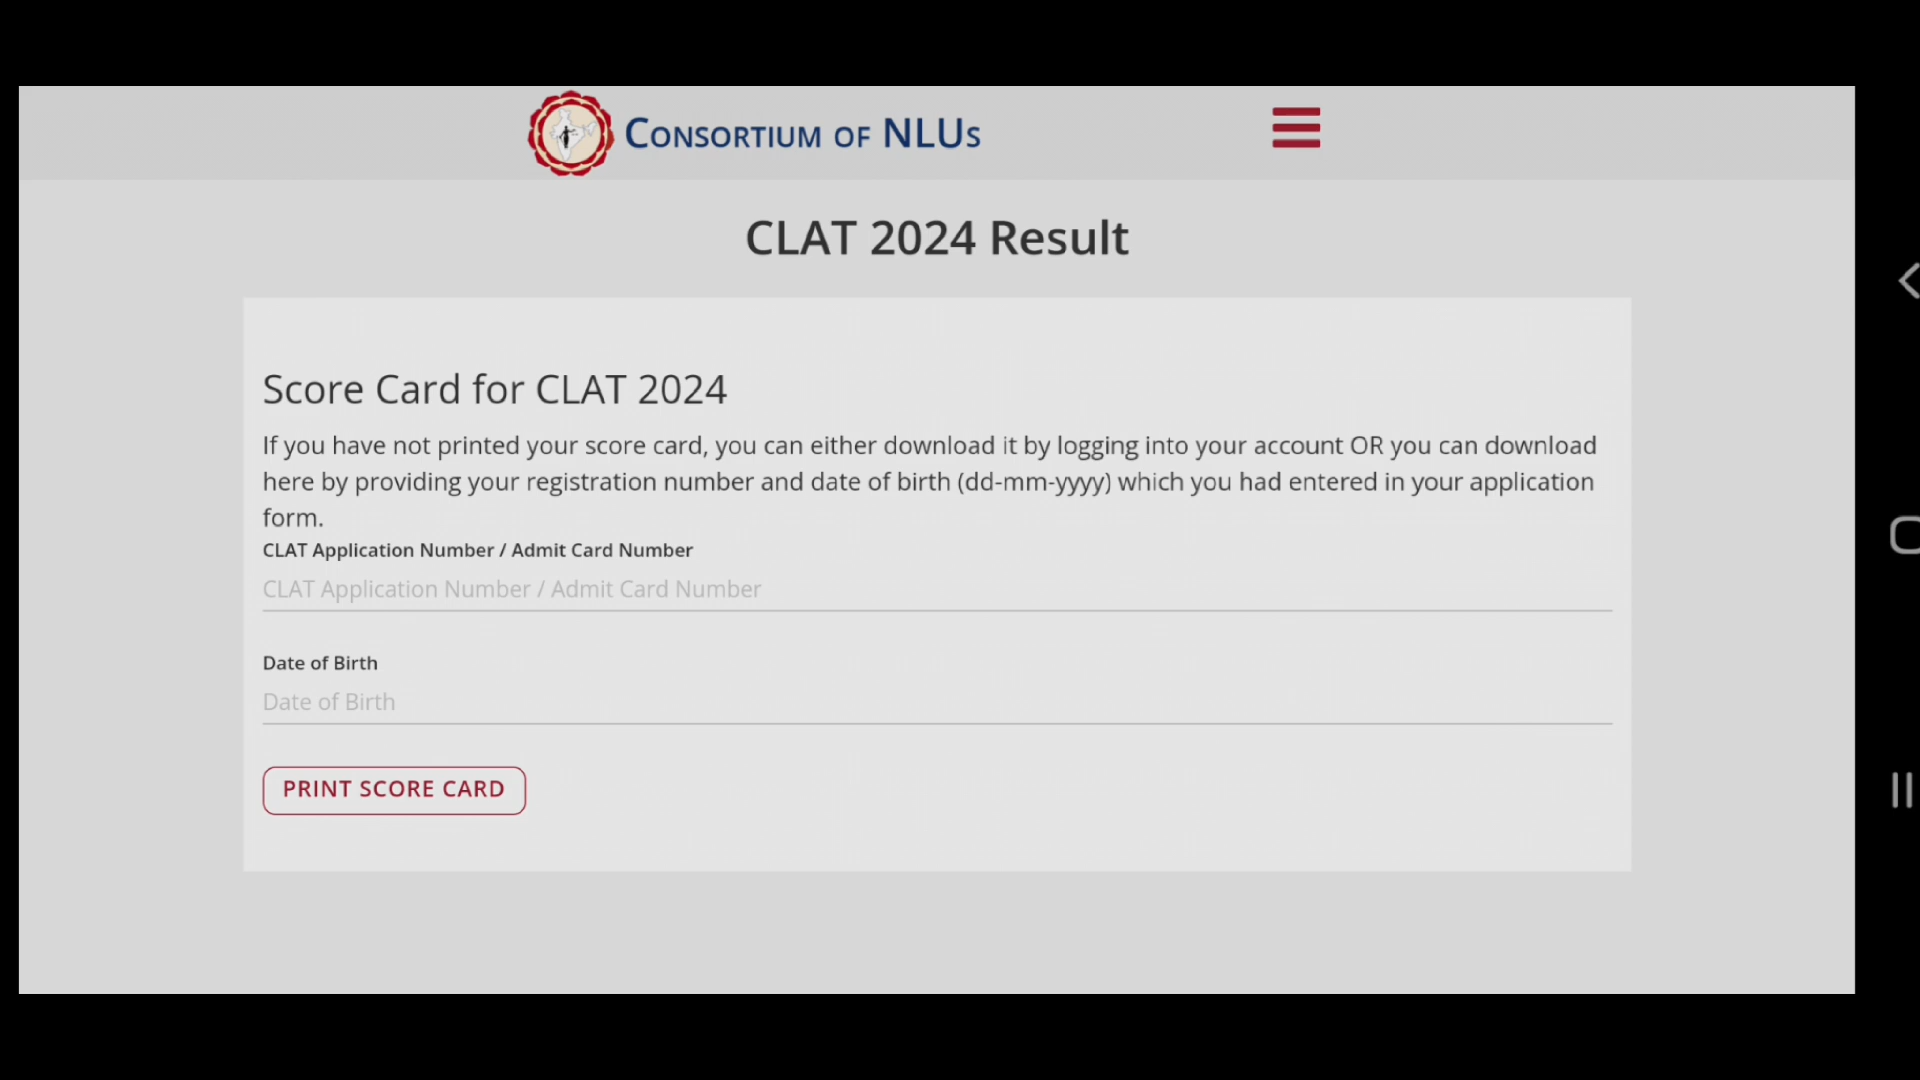 CONSORTIUM OF NLUS
CLAT 2024 Result
Score Card for CLAT 2024
If you have not printed your score card, you can either download it by logging into your account OR you can download
here by providing your registration number and date of birth (dd-mm-yyyy) which you had entered in your application
form.
CLAT Application Number / Admit Card Number
CLAT Application Number / Admit Card Number
Date of Birth
Date of Birth
PRINT SCORE CARD